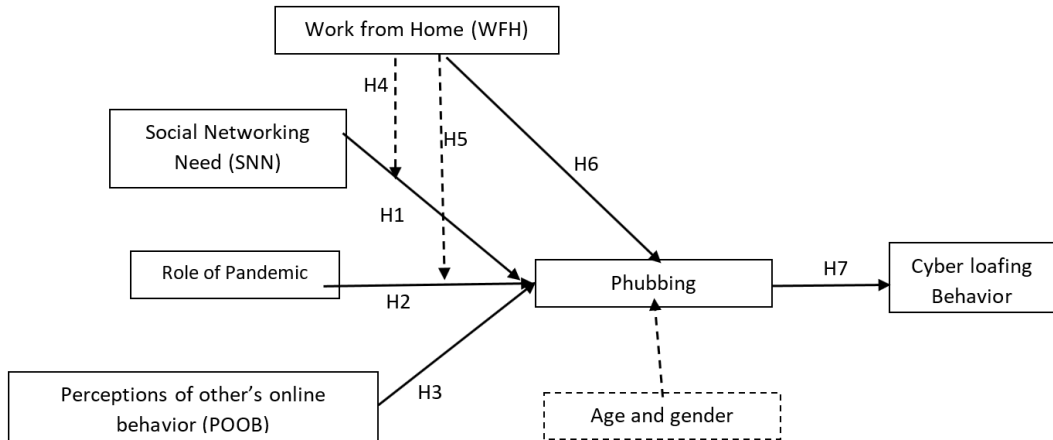 Work from Home (WFH)
H4
Social Networking
Need (SNN)
H5
H6
H1
Role of Pandemic
H2
Phubbing
H7
Cyber loafing
Behavior
Perceptions of other's online
behavior (POOB)
H3
Age and gender